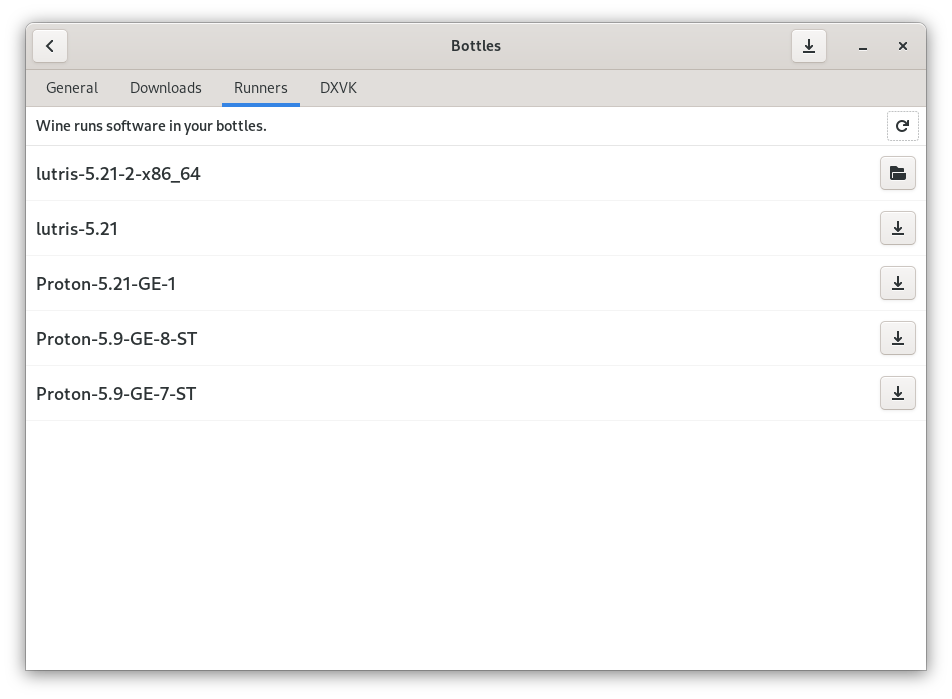 Bottles
General Downloads Runners DXVK
Wine runs software in your bottles.
lutris-5.21-2-x86_64
lutris-5.21
Proton-5.21-GE-1
Proton-5.9-GE-8-ST
Proton-5.9-GE-7-ST